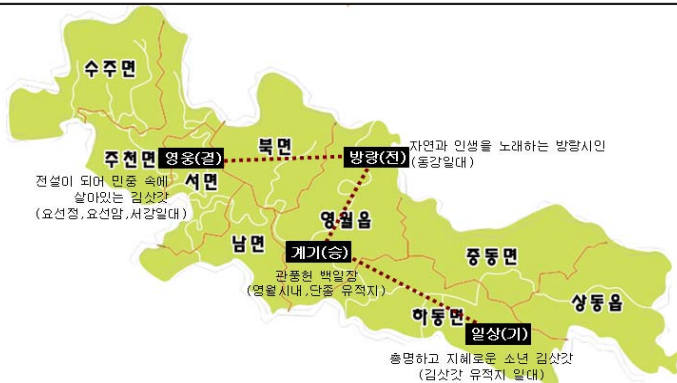 수주면
북면
주천면
영웅(결)
방랑(전)
자연과 인생을 노래하는 방랑시인
(동강일대)
전설이 되어 민중 속에
살아있는 김삿갓
(요선정,요선암,서강일대)
서면
영월읍
남면
계기(승)
중동면
관풍헌 백일장
(영월시내,단종 유적지)
상동읍
하동면
일상(기)
총명하고 지혜로운 소년 김삿갓
(김삿갓 유적지 일대)